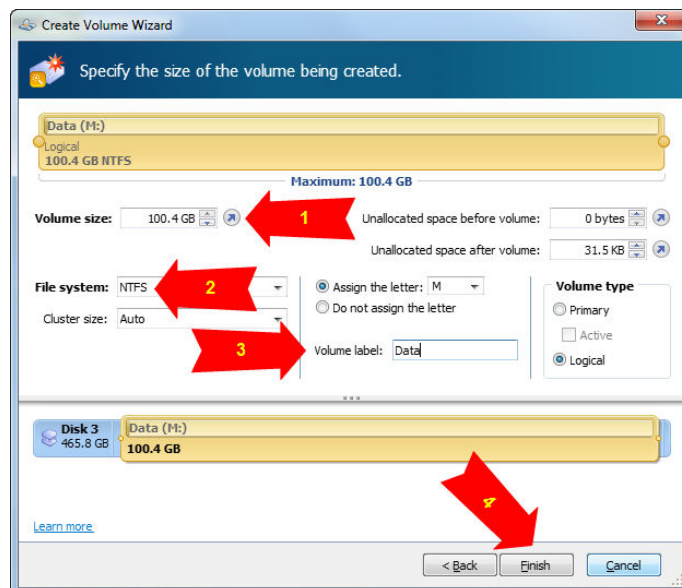 Create Volume Wizard
Specify the size of the volume being created.
Data (M:)
Logical
100.4 GB NTFS
Maximum: 100.4 GB
Volume size: 100.4 GB 1 Unallocated space before volume: 0 bytes
Unallocated space after volume: 31.5 KB
File system: NTFS 2 Assign the letter: M Volume type
Do not assign the letter Primary
Cluster size: Auto
Active
3 Volume label: Data Logical
Disk 3 Data (M:)
465.8 GB 100.4 GB
4
Learn more
< Back Finish Cancel